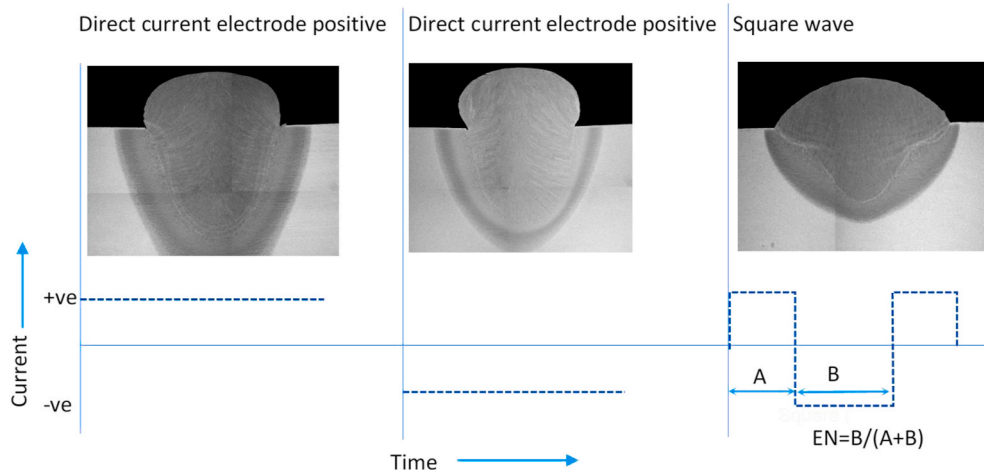 Direct current electrode positive
Direct current electrode positive
Square wave
Current
+ve
-ve
A
B
EN=B/(A+B)
Time